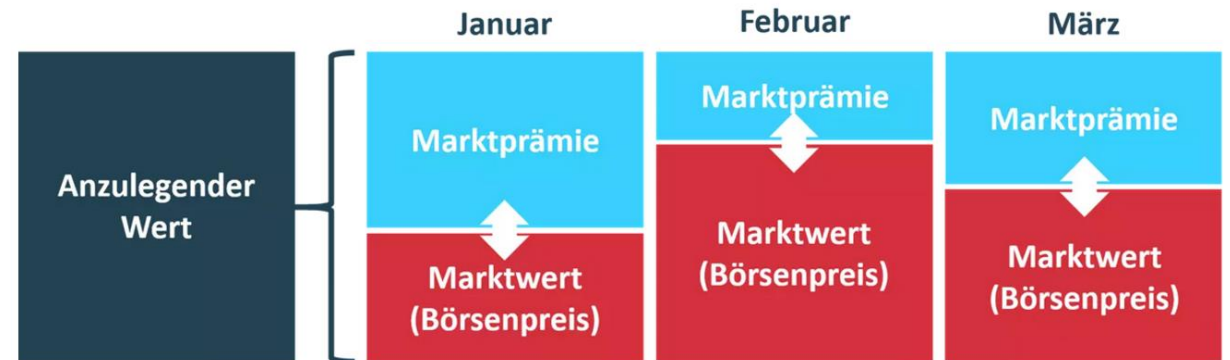 Januar
Februar
März
Anzulegender
Wert
Marktprämie
Marktwert
(Börsenpreis)
Marktprämie
Marktwert
(Börsenpreis)
Marktprämie
Marktwert
(Börsenpreis)